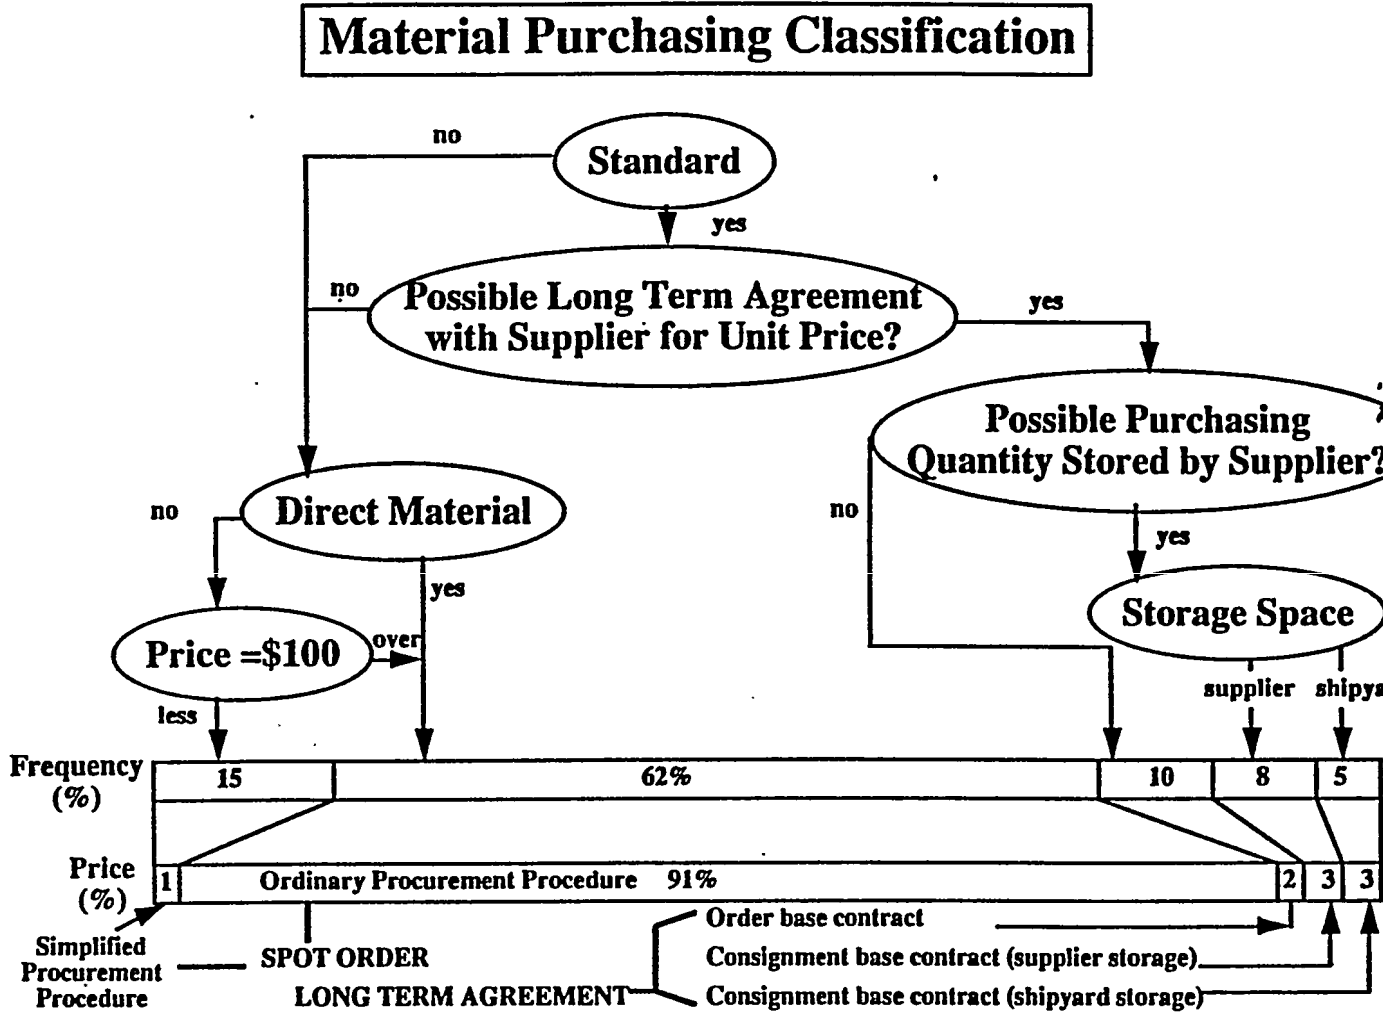 Material Purchasing Classification
no
Standard
yes
no
Possible Long Term Agreement
with Supplier for Unit Price?
yes
Possible Purchasing
Quantity Stored by Supplier?
no
Direct Material
no
yes
yes
Storage Space
Price =$100
over
less
supplier
shipya
Frequency
(%)
15
62%
10
8
5
Price
(%)
1
Ordinary Procurement Procedure 91%
2
3
3
Simplified
Procurement
Procedure
SPOT ORDER
LONG TERM AGREEMENT
Order base contract
Consignment base contract (supplier storage)
Consignment base contract (shipyard storage)